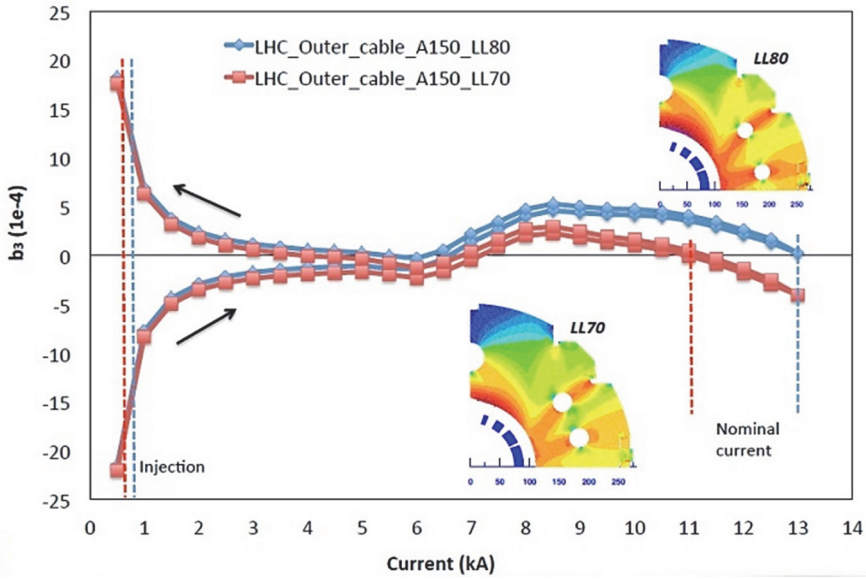 25
20
15
10
5
0
-5
-10
-15
-20
-25
b₃ (1e-4)
LHC_Outer_cable_A150_LL80
LHC_Outer_cable_A150_LL70
LL80
0 50 100 150 200 250
LL70
0 50 100 150 200 250
Injection
Nominal
current
0 1 2 3 4 5 6 7 8 9 10 11 12 13 14
Current (kA)